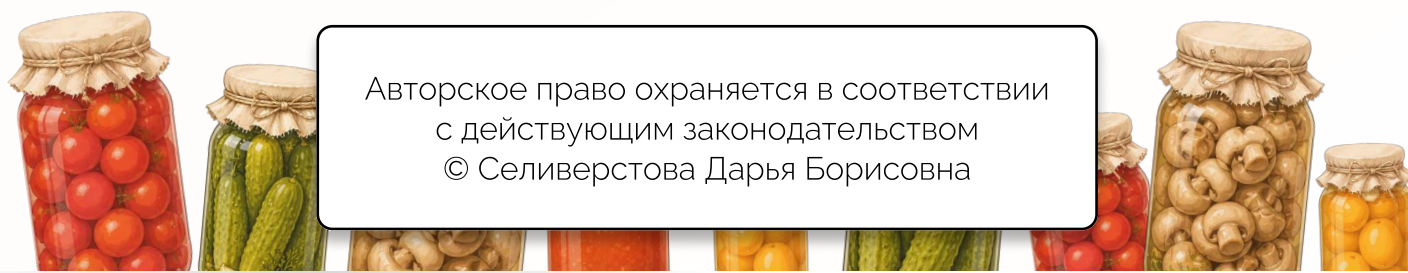 Авторское право охраняется в соответствии
с действующим законодательством
© Селиверстова Дарья Борисовна